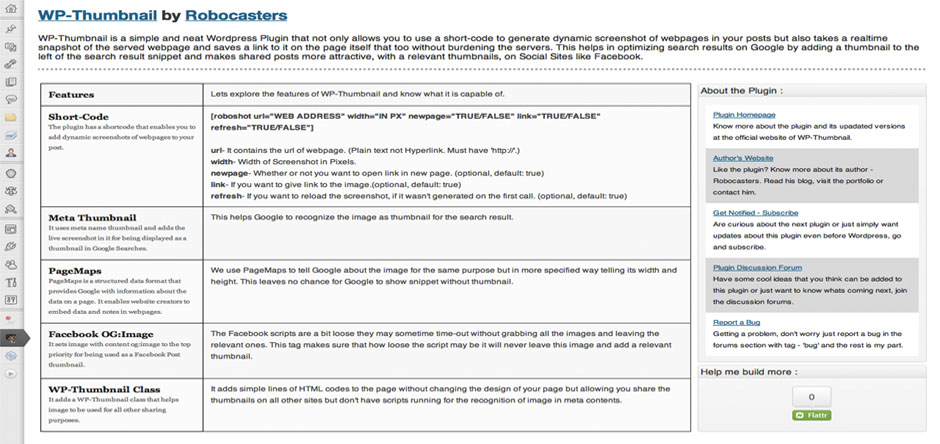 WP-Thumbnail by Robocasters
WP-Thumbnail is a simple and neat Wordpress Plugin that not only allows you to use a short-code to generate dynamic screenshot of webpages in your posts but also takes a realtime
snapshot of the served webpage and saves a link to it on the page itself that too without burdening the servers. This helps in optimizing search results on Google by adding a thumbnail to the
left of the search result snippet and makes shared posts more attractive, with a relevant thumbnails, on Social Sites like Facebook.
Features
Lets explore the features of WP-Thumbnail and know what it is capable of.
Short-Code
The plugin has a shortcode that enables you to
add dynamic screenshots of webpages to your
post.
[roboshot url="WEB ADDRESS" width="IN PX" newpage="TRUE/FALSE" link="TRUE/FALSE"
refresh="TRUE/FALSE"]
url- It contains the url of webpage. (Plain text not Hyperlink. Must have 'http://'.)
width- Width of Screenshot in Pixels.
newpage- Whether or not you want to open link in new page. (optional, default: true)
link- If you want to give link to the image.(optional, default: true)
refresh- If you want to reload the screenshot, if it wasn't generated on the first call. (optional, default: true)
Meta Thumbnail
It uses meta name thumbnail and adds the
live screenshot in it for being displayed as a
thumbnail in Google Searches.
This helps Google to recognize the image as thumbnail for the search result.
PageMaps
PageMaps is a structured data format that
provides Google with information about the
data on a page. It enables website creators to
embed data and notes in webpages.
We use PageMaps to tell Google about the image for the same purpose but in more specified way telling its width and
height. This leaves no chance for Google to show snippet without thumbnail.
Facebook OG:Image
It sets image with content og:image to the top
priority for being used as a Facebook Post
thumbnail.
The Facebook scripts are a bit loose they may sometime time-out without grabbing all the images and leaving the
relevant ones. This tag makes sure that how loose the script may be it will never leave this image and add a relevant
thumbnail.
WP-Thumbnail Class
It adds a WP-Thumbnail class that helps
image to be used for all other sharing
purposes.
It adds simple lines of HTML codes to the page without changing the design of your page but allowing you share the
thumbnails on all other sites but don't have scripts running for the recognition of image in meta contents.
About the Plugin :
Plugin Homepage
Know more about the plugin and its upadated versions
at the official website of WP-Thumbnail.
Author's Website
Like the plugin? Know more about its author -
Robocasters. Read his blog, visit the portfolio or
contact him.
Get Notified - Subscribe
Are curious about the next plugin or just simply want
updates about this plugin even before Wordpress, go
and subscribe.
Plugin Discussion Forum
Have some cool ideas that you think can be added to
this plugin or just want to know whats coming next, join
the discussion forums.
Report a Bug
Getting a problem, don't worry just report a bug in the
forums section with tag - 'bug' and the rest is my part.
Help me build more :
0
Flattr